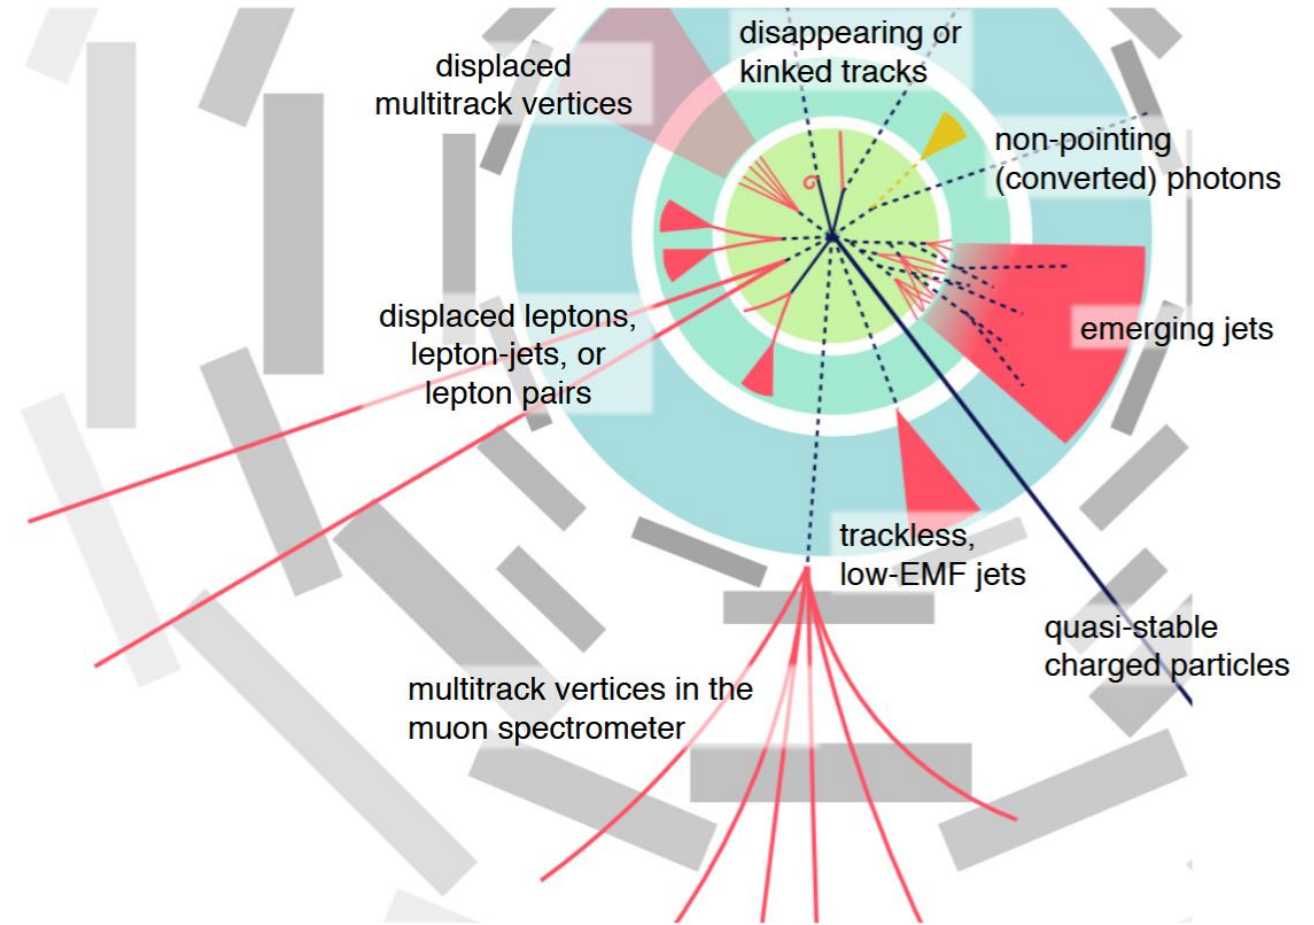 disappearing or
kinked tracks
displaced
multitrack vertices
non-pointing
(converted) photons
displaced leptons,
lepton-jets, or
lepton pairs
emerging jets
trackless,
low-EMF jets
quasi-stable
charged particles
multitrack vertices in the
muon spectrometer